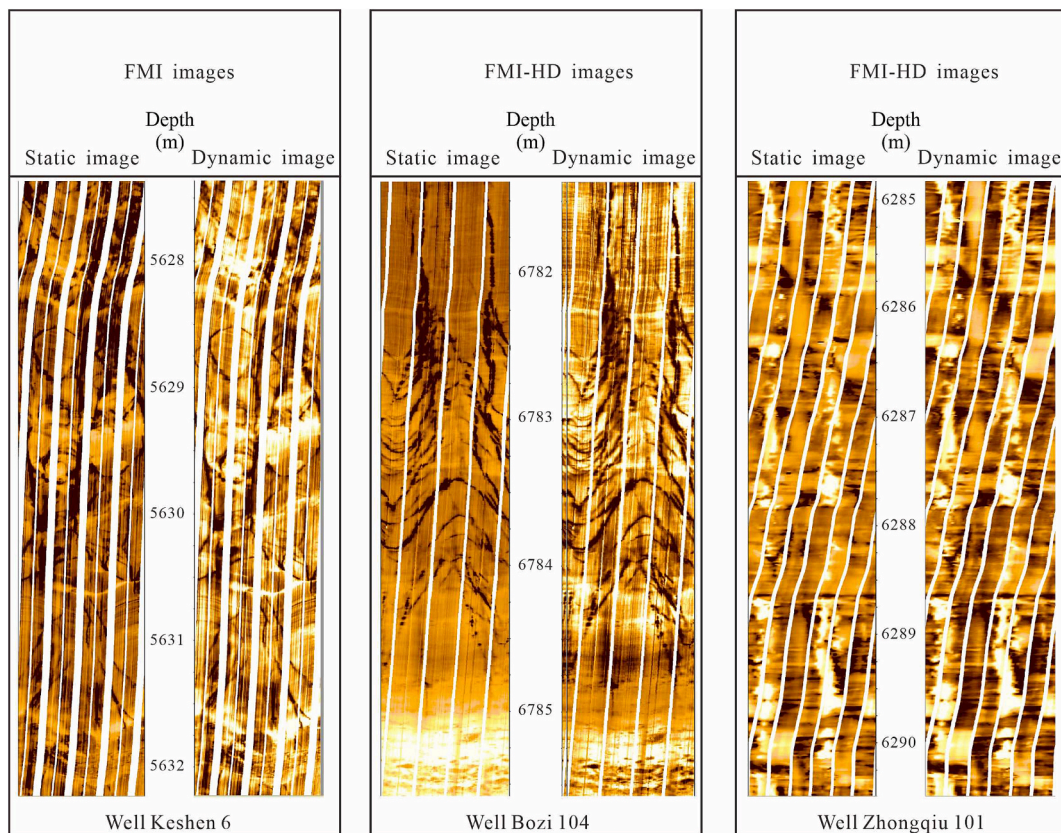 FMI images
Depth
(m)
Static image
Dynamic image
5628
5629
5630
5631
5632
Well Keshen 6
FMI-HD images
Depth
(m)
Static image
Dynamic image
6782
6783
6784
6785
Well Bozi 104
FMI-HD images
Depth
(m)
Static image
Dynamic image
6285
6286
6287
6288
6289
6290
Well Zhongqiu 101